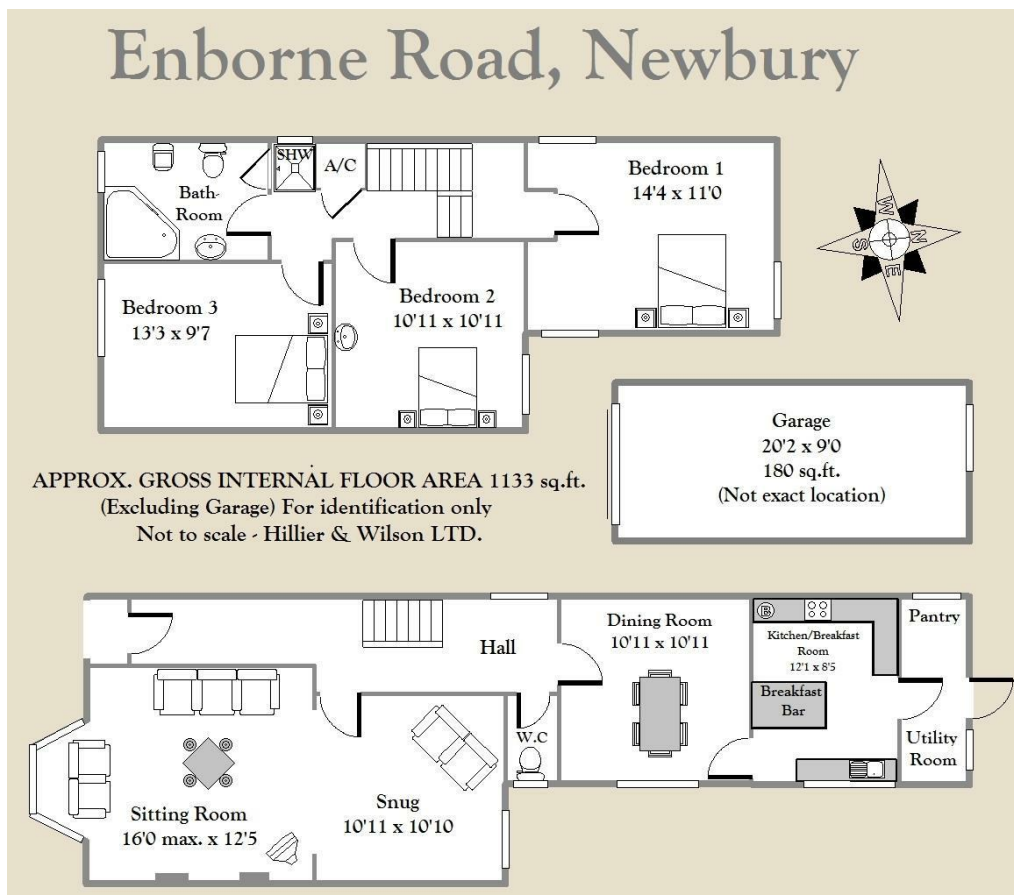 Enborne Road, Newbury
SHW
A/C
Bath-
Room
Bedroom 1
14'4 x 11'0
Bedroom 2
10'11 x 10'11
Bedroom 3
13'3 x 9'7
W
N
S
E
Garage
20'2 x 9'0
180 sq.ft.
(Not exact location)
APPROX. GROSS INTERNAL FLOOR AREA 1133 sq.ft.
(Excluding Garage) For identification only
Not to scale - Hillier & Wilson LTD.
Hall
Dining Room
10'11 x 10'11
B
Kitchen/Breakfast
Room
12'1 x 8'5
Breakfast
Bar
Pantry
Utility
Room
W.C
Sitting Room
16'0 max. x 12'5
Snug
10'11 x 10'10